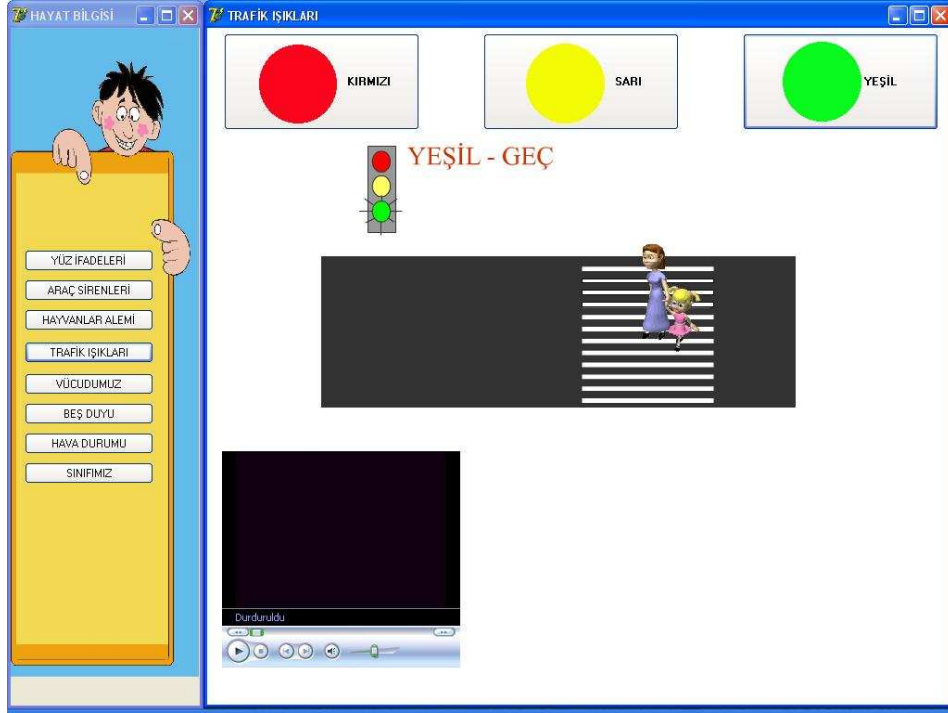 HAYAT BİLGİSİ
YÜZ İFADELERİ
ARAÇ SİRENLERİ
HAYVANLAR ALEMİ
TRAFİK IŞIKLARI
VÜCUDUMUZ
BEŞ DUYU
HAVA DURUMU
SINIFIMIZ
TRAFİK IŞIKLARI
KIRMIZI
SARI
YEŞİL
YEŞİL - GEÇ
Durduruldu